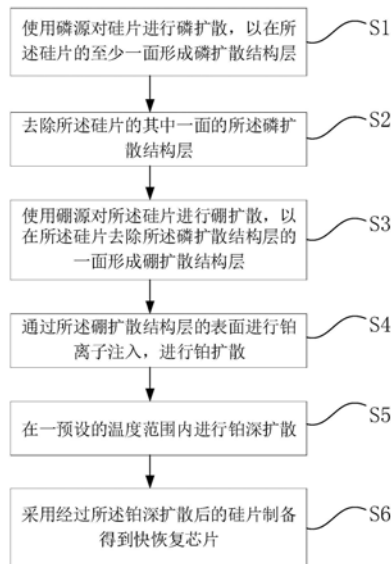 使用磷源对硅片进行磷扩散，以在所
述硅片的至少一面形成磷扩散结构层
S1
去除所述硅片的其中一面的所述磷扩
散结构层
S2
使用硼源对所述硅片进行硼扩散，以
在所述硅片去除所述磷扩散结构层的
一面形成硼扩散结构层
S3
通过所述硼扩散结构层的表面进行铂
离子注入，进行铂扩散
S4
在一预设的温度范围内进行铂深扩散
S5
采用经过所述铂深扩散后的硅片制备
得到快恢复芯片
S6